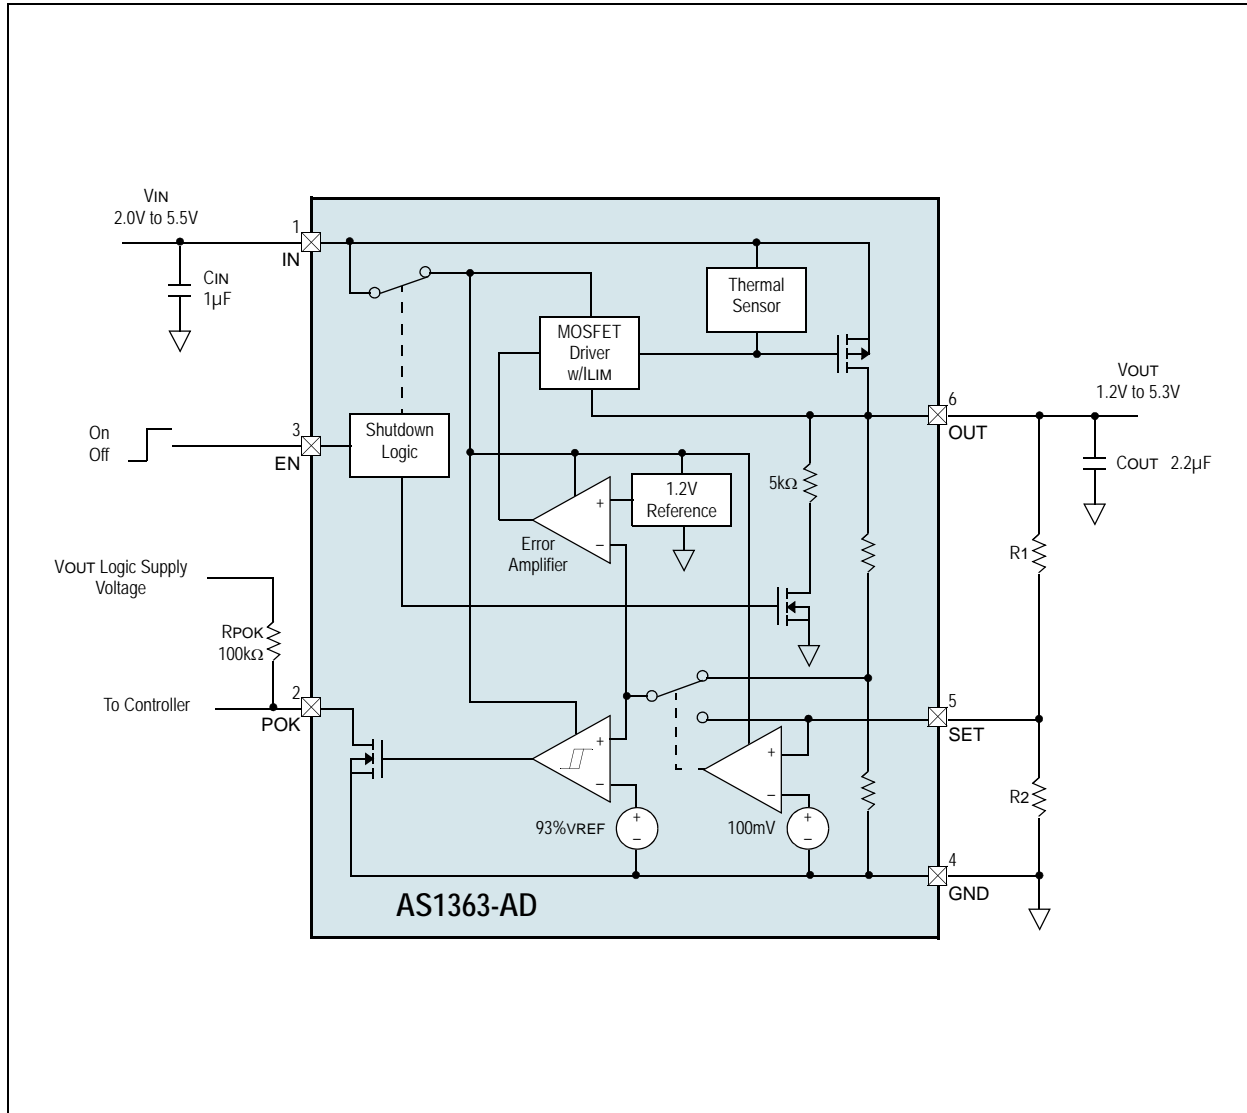 VIN
2.0V to 5.5V
1
IN
CIN
1µF
Thermal
Sensor
MOSFET
Driver
w/ILIM
VOUT
1.2V to 5.3V
6
OUT
On
Off
3
EN
Shutdown
Logic
COUT 2.2µF
5kΩ
1.2V
Reference
+
−
Error
Amplifier
R1
VOUT Logic Supply
Voltage
RPOK
100kΩ
To Controller
2
POK
5
SET
+
−
+
−
R2
93%VREF
+
−
100mV
+
−
4
GND
AS1363-AD